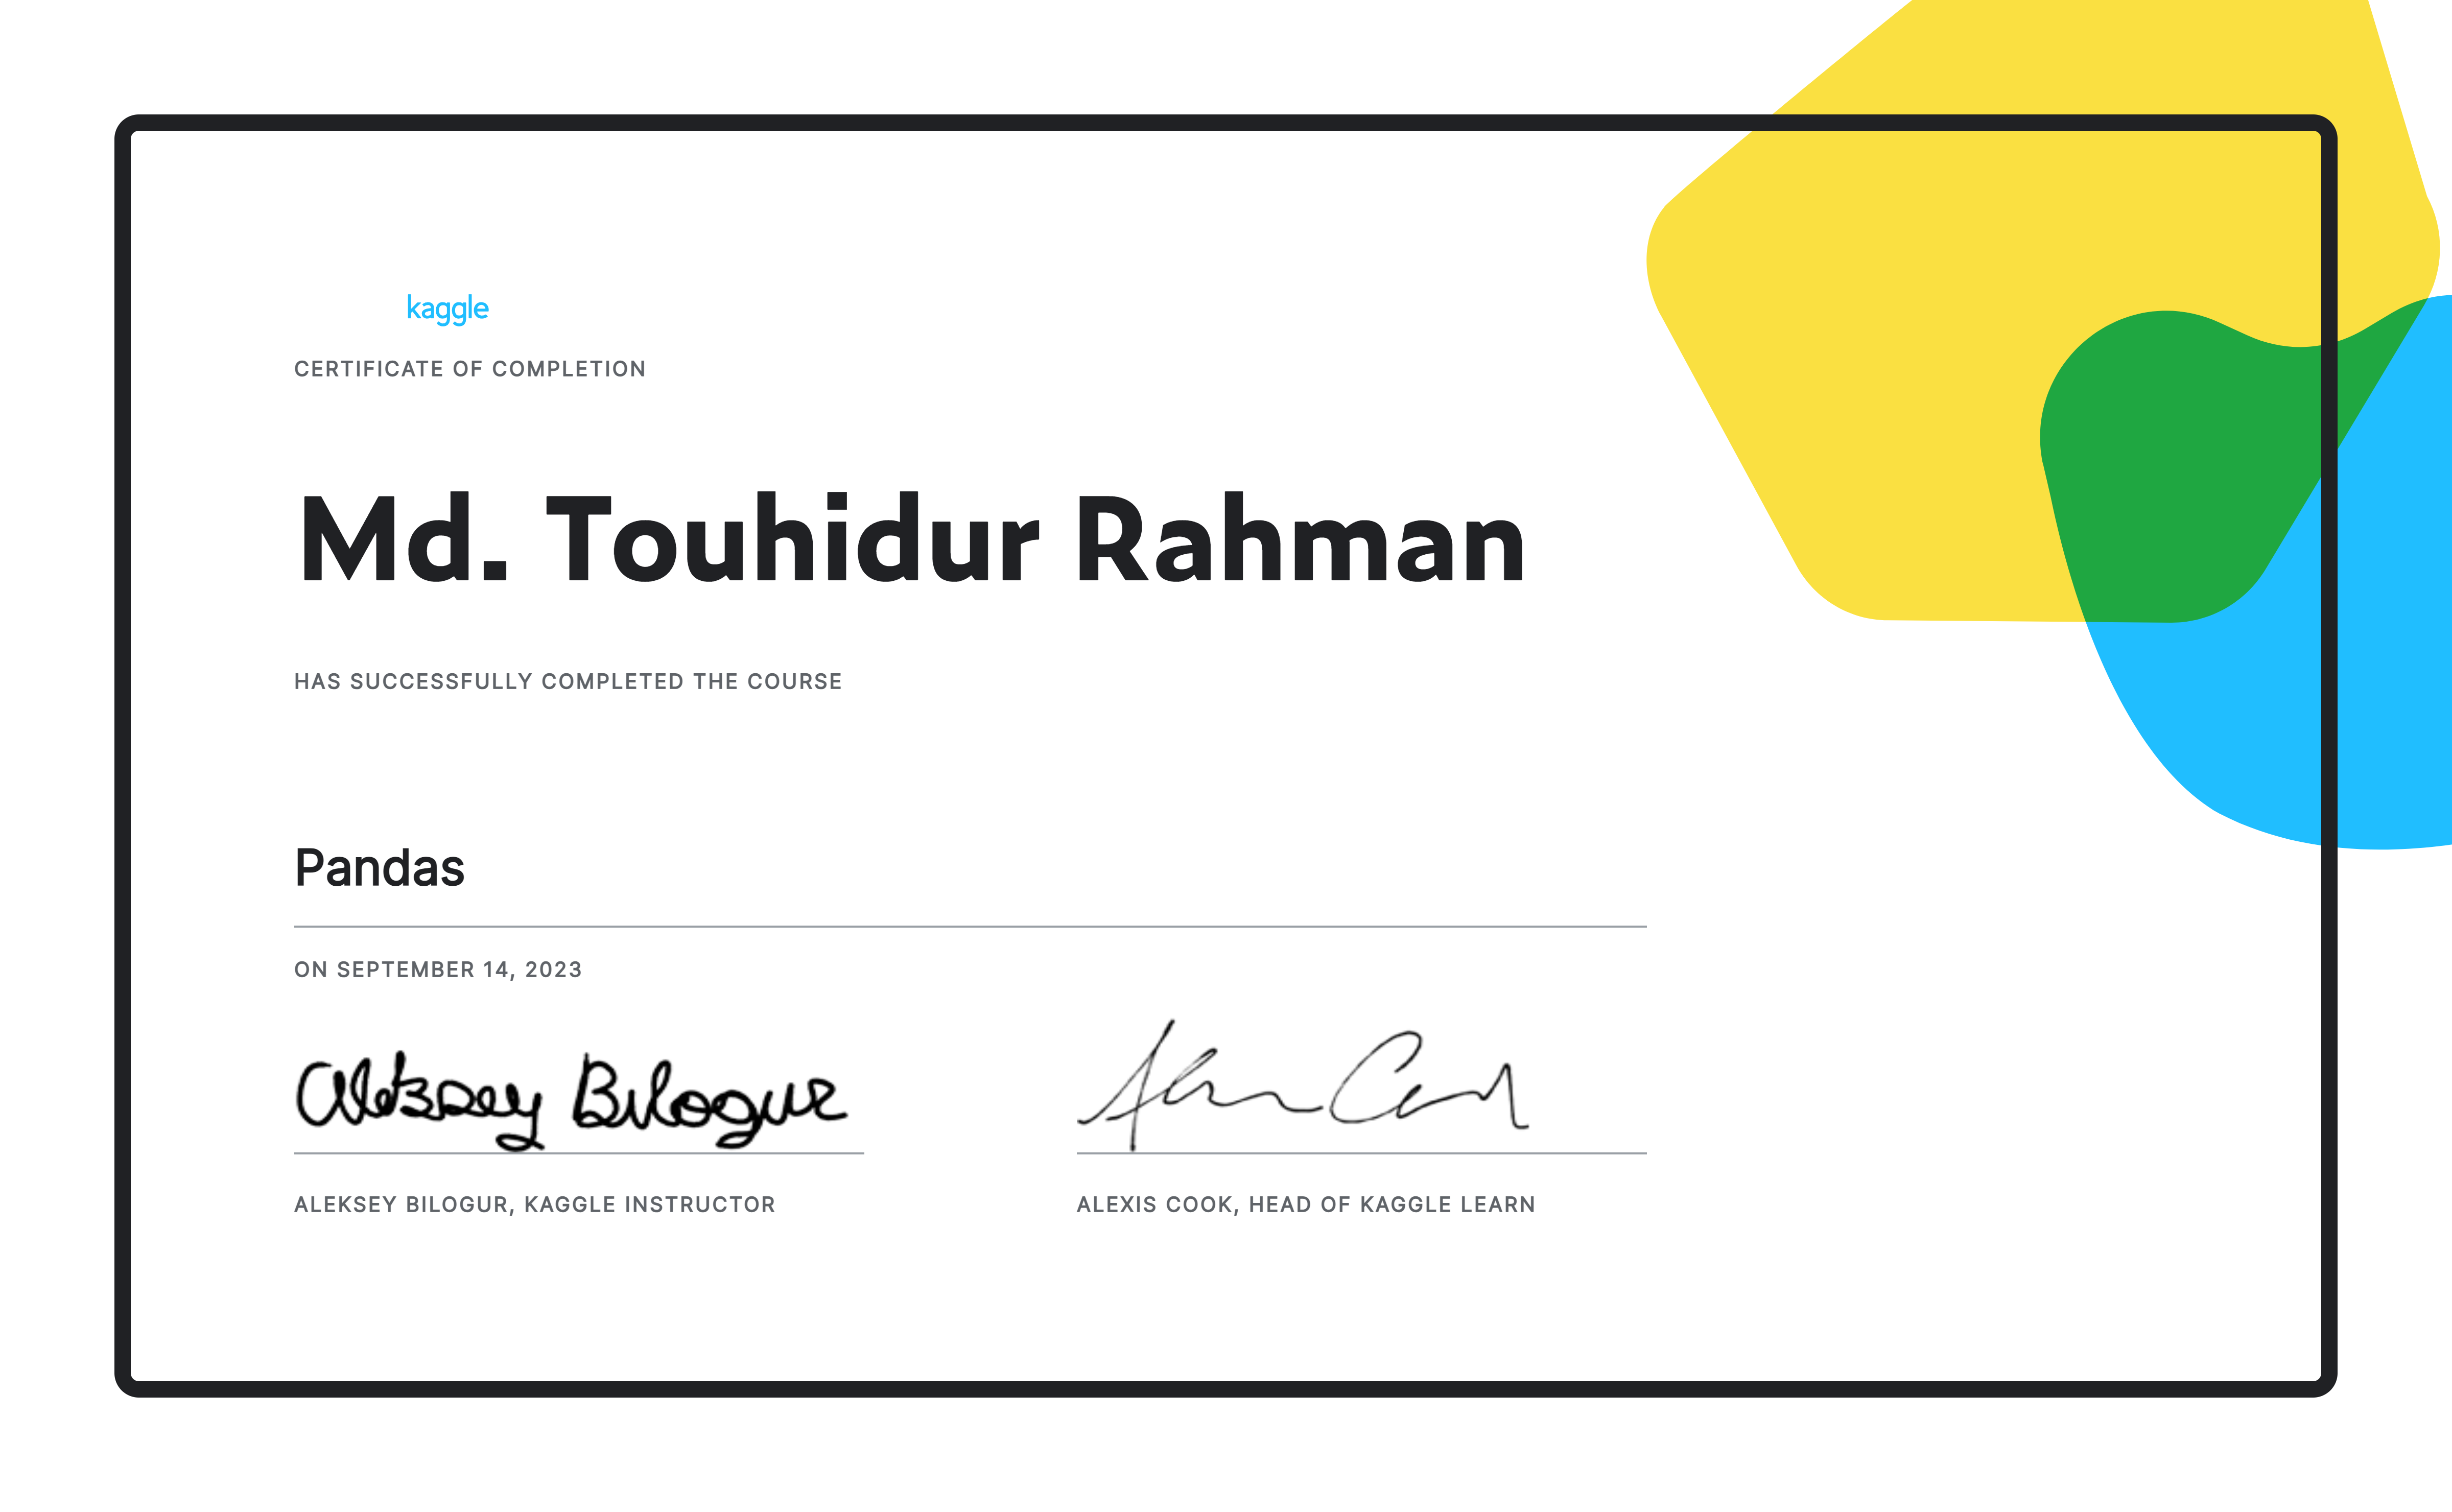 kaggle
CERTIFICATE OF COMPLETION
Md. Touhidur Rahman
HAS SUCCESSFULLY COMPLETED THE COURSE
Pandas
ON SEPTEMBER 14, 2023
Aleksey Bilogur
ALEKSEY BILOGUR, KAGGLE INSTRUCTOR
ALEXIS COOK, HEAD OF KAGGLE LEARN